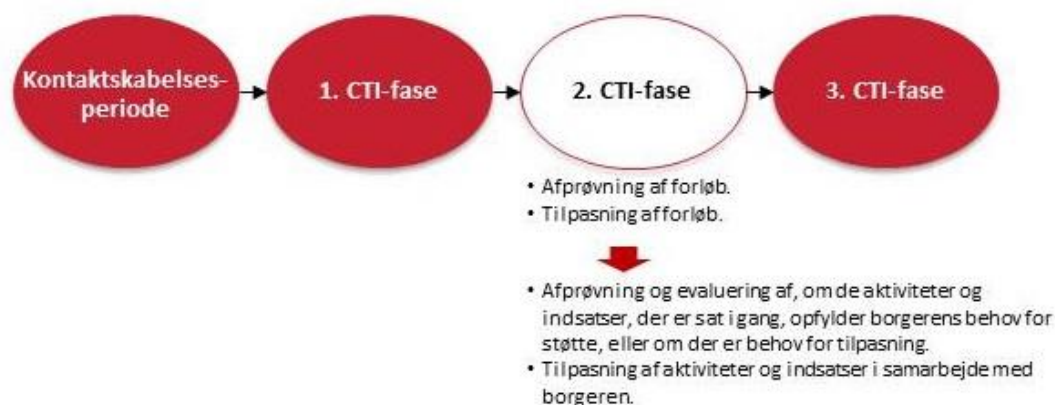 Kontaktskabelses-
periode
1. CTI-fase
2. CTI-fase
3. CTI-fase
• Afprøvning af forløb.
• Tilpasning af forløb.
• Afprøvning og evaluering af, om de aktiviteter og
indsatser, der er sat i gang, opfylder borgerens behov for
støtte, eller om der er behov for tilpasning.
• Tilpasning af aktiviteter og indsatser i samarbejde med
borgeren.